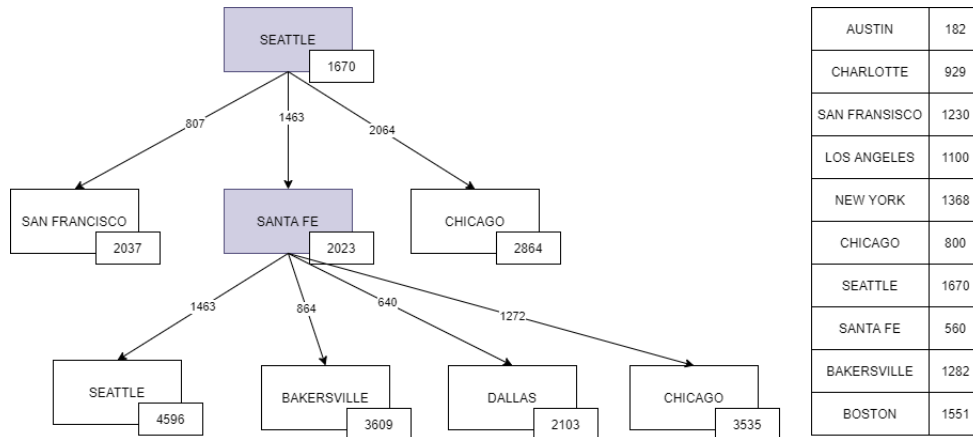 SEATTLE
1670
807
1463
2064
SAN FRANCISCO
2037
SANTA FE
2023
CHICAGO
2864
1463
864
640
1272
SEATTLE
4596
BAKERSVILLE
3609
DALLAS
2103
CHICAGO
3535
AUSTIN 182
CHARLOTTE 929
SAN FRANSISCO 1230
LOS ANGELES 1100
NEW YORK 1368
CHICAGO 800
SEATTLE 1670
SANTA FE 560
BAKERSVILLE 1282
BOSTON 1551